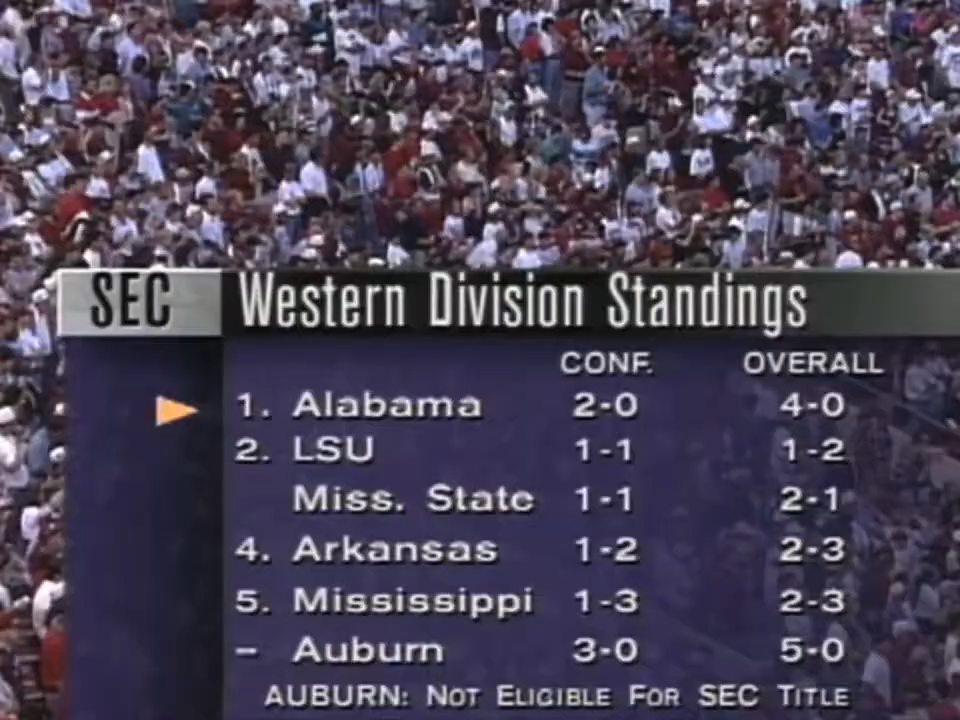 SEC Western Division Standings
CONF. OVERALL
1. Alabama 2-0 4-0
2. LSU 1-1 1-2
Miss. State 1-1 2-1
4. Arkansas 1-2 2-3
5. Mississippi 1-3 2-3
– Auburn 3-0 5-0
AUBURN: NOT ELIGIBLE FOR SEC TITLE